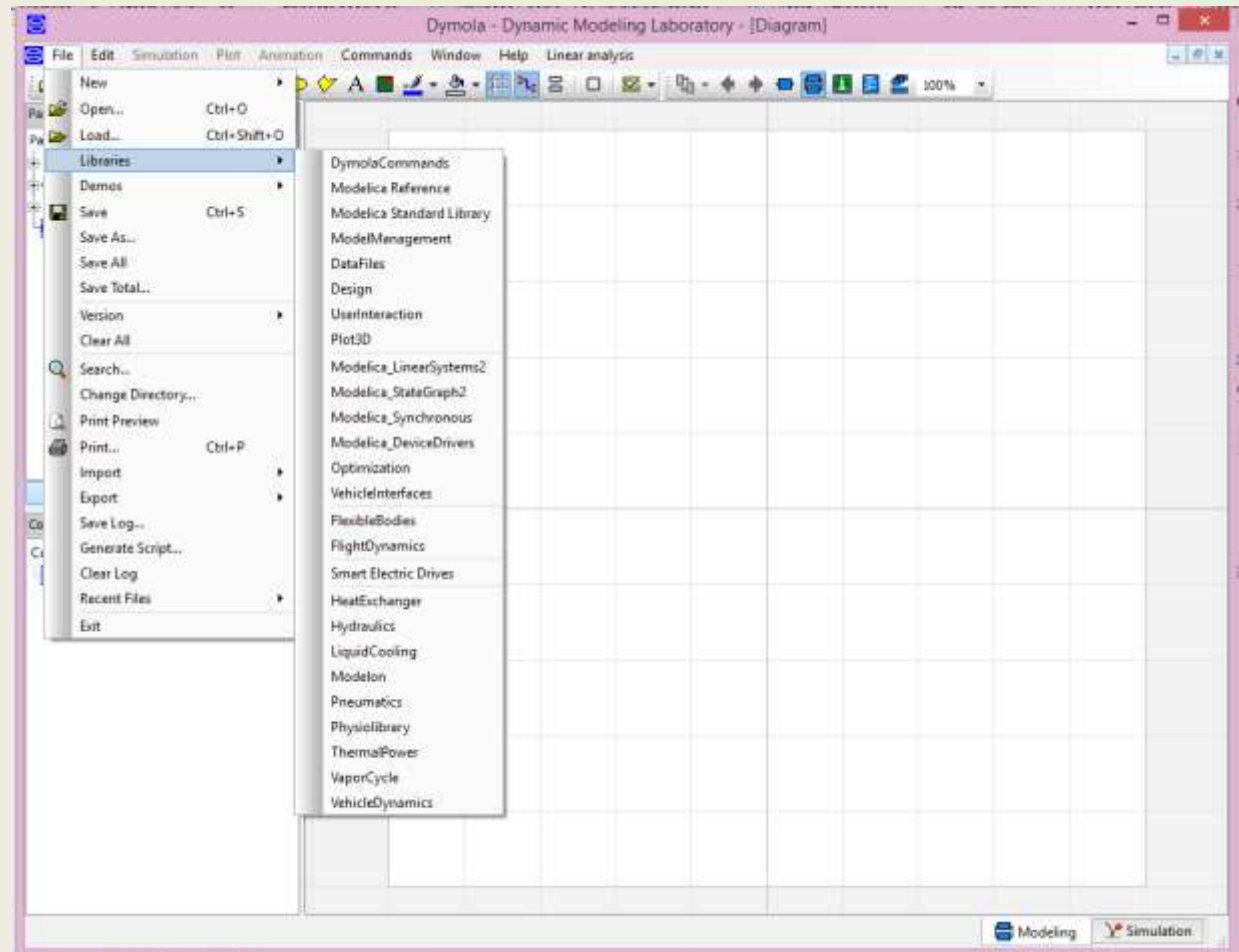 Dymola - Dynamic Modeling Laboratory - [Diagram]
File Edit Simulation Plot Animation Commands Window Help Linear analysis
A 100%
New
Open... Ctrl+O
Load... Ctrl+Shift+O
Libraries
Demos
Save Ctrl+S
Save As...
Save All
Save Total...
Version
Clear All
Search...
Change Directory...
Print Preview
Print... Ctrl+P
Import
Export
Save Log...
Generate Script...
Clear Log
Recent Files
Exit
DymolaCommands
Modelica Reference
Modelica Standard Library
ModelManagement
DataFiles
Design
UserInteraction
Plot3D
Modelica_LinearSystems2
Modelica_StateGraph2
Modelica_Synchronous
Modelica_DeviceDrivers
Optimization
VehicleInterfaces
FlexibleBodies
FlightDynamics
Smart Electric Drives
HeatExchanger
Hydraulics
LiquidCooling
Modelon
Pneumatics
Physiolibrary
ThermalPower
VaporCycle
VehicleDynamics
Modeling Simulation